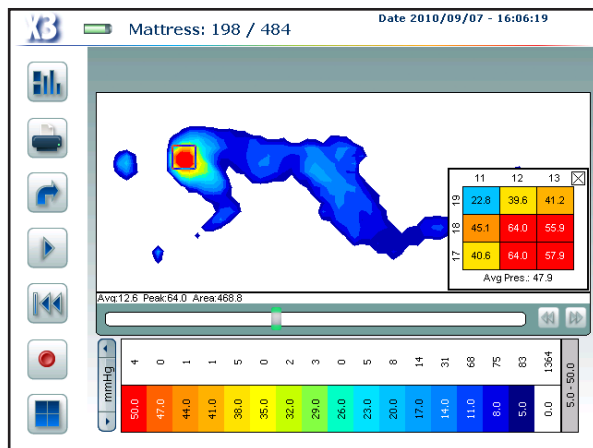 X3
Mattress: 198 / 484
Date 2010/09/07 - 16:06:19
11 12 13
19 22.8 39.6 41.2
18 45.1 64.0 55.9
17 40.6 64.0 57.9
Avg Pres.: 47.9
Avg:12.6 Peak:64.0 Area:468.8
mmHg
4 0 1 1 5 0 2 3 0 5 8 14 31 68 75 83 1364
50.0 47.0 44.0 41.0 38.0 35.0 32.0 29.0 26.0 23.0 20.0 17.0 14.0 11.0 8.0 5.0 0.0
5.0 - 50.0